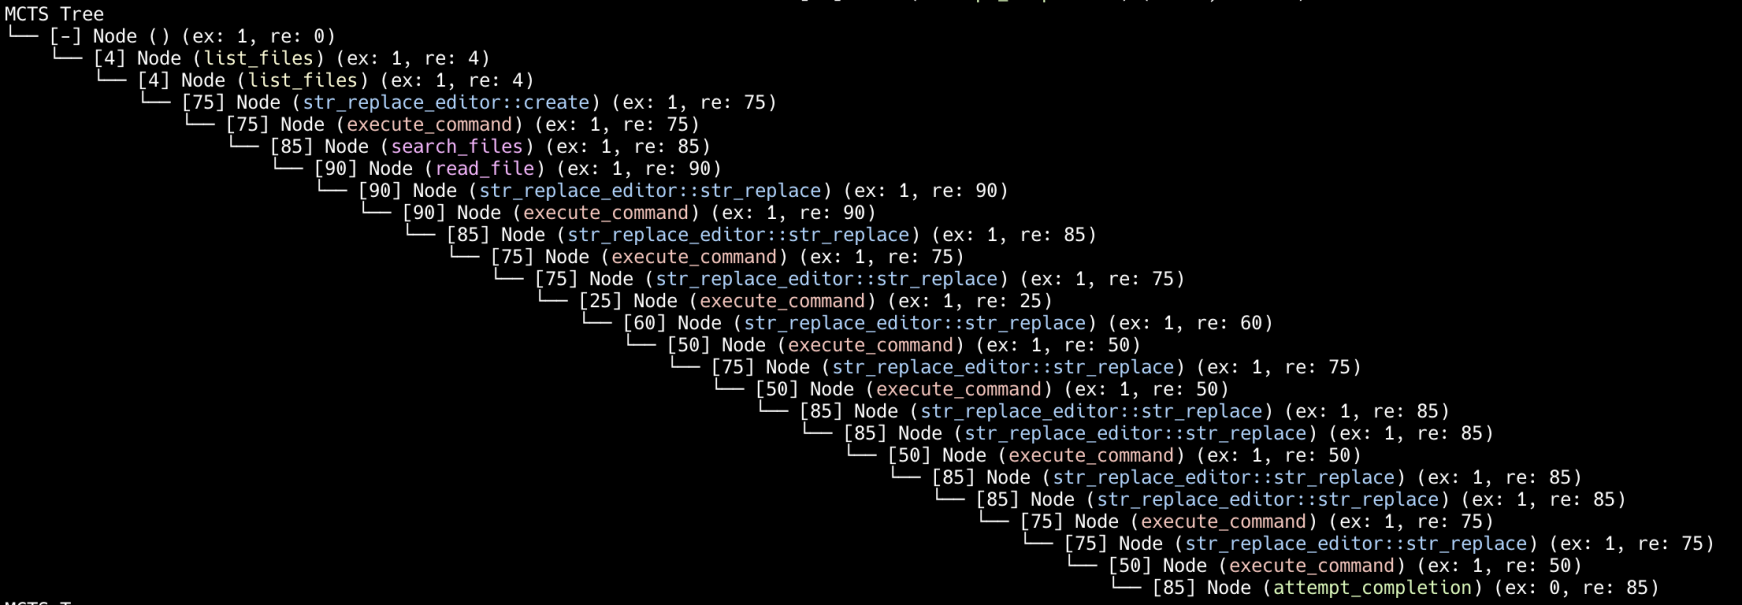 MCTS Tree
└── [-] Node () (ex: 1, re: 0)
└── [4] Node (list_files) (ex: 1, re: 4)
└── [4] Node (list_files) (ex: 1, re: 4)
└── [75] Node (str_replace_editor::create) (ex: 1, re: 75)
└── [75] Node (execute_command) (ex: 1, re: 75)
└── [85] Node (search_files) (ex: 1, re: 85)
└── [90] Node (read_file) (ex: 1, re: 90)
└── [90] Node (str_replace_editor::str_replace) (ex: 1, re: 90)
└── [90] Node (execute_command) (ex: 1, re: 90)
└── [85] Node (str_replace_editor::str_replace) (ex: 1, re: 85)
└── [75] Node (execute_command) (ex: 1, re: 75)
└── [75] Node (str_replace_editor::str_replace) (ex: 1, re: 75)
└── [25] Node (execute_command) (ex: 1, re: 25)
└── [60] Node (str_replace_editor::str_replace) (ex: 1, re: 60)
└── [50] Node (execute_command) (ex: 1, re: 50)
└── [75] Node (str_replace_editor::str_replace) (ex: 1, re: 75)
└── [50] Node (execute_command) (ex: 1, re: 50)
└── [85] Node (str_replace_editor::str_replace) (ex: 1, re: 85)
└── [85] Node (str_replace_editor::str_replace) (ex: 1, re: 85)
└── [50] Node (execute_command) (ex: 1, re: 50)
└── [85] Node (str_replace_editor::str_replace) (ex: 1, re: 85)
└── [85] Node (str_replace_editor::str_replace) (ex: 1, re: 85)
└── [75] Node (execute_command) (ex: 1, re: 75)
└── [75] Node (str_replace_editor::str_replace) (ex: 1, re: 75)
└── [50] Node (execute_command) (ex: 1, re: 50)
└── [85] Node (attempt_completion) (ex: 0, re: 85)